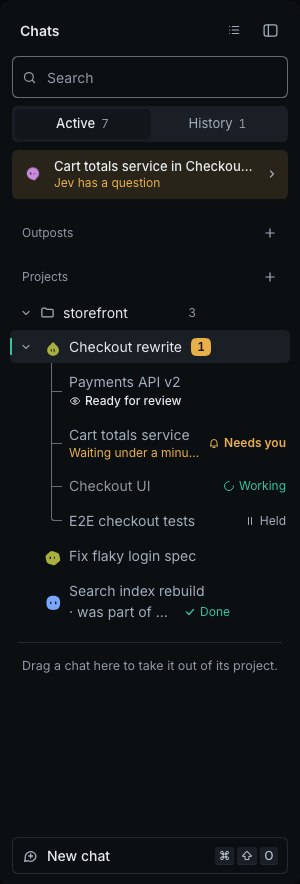 Chats
Search
Active 7
History 1
Cart totals service in Checkou...
Jev has a question
Outposts
Projects
storefront 3
Checkout rewrite 1
Payments API v2
Ready for review
Cart totals service
Waiting under a minu...
Needs you
Checkout UI
Working
E2E checkout tests
Held
Fix flaky login spec
Search index rebuild
· was part of ...
Done
Drag a chat here to take it out of its project.
New chat
⌘ ⇧ O